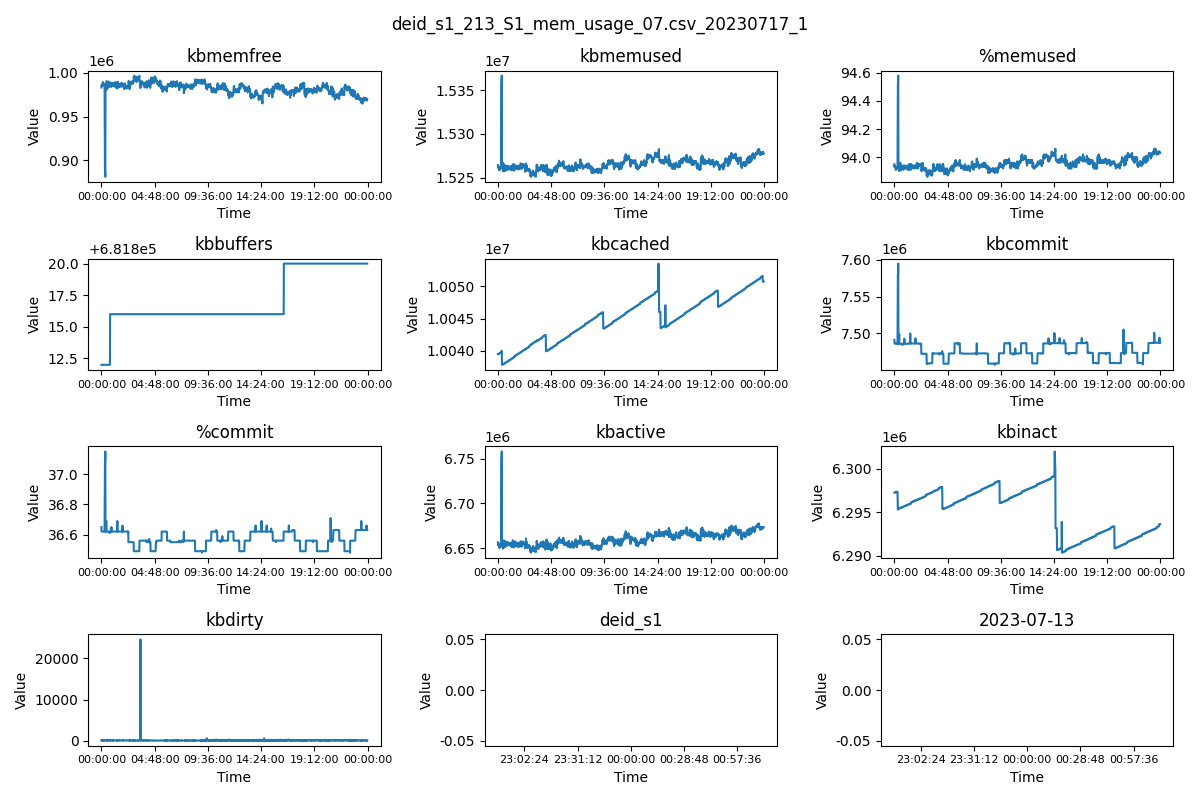 deid_s1_213_S1_mem_usage_07.csv_20230717_1
kbmemfree
1e6
1.00
0.95
0.90
Value
00:00:00 04:48:00 09:36:00 14:24:00 19:12:00 00:00:00
Time
kbmemused
1e7
1.535
1.530
1.525
Value
00:00:00 04:48:00 09:36:00 14:24:00 19:12:00 00:00:00
Time
%memused
94.6
94.4
94.2
94.0
Value
00:00:00 04:48:00 09:36:00 14:24:00 19:12:00 00:00:00
Time
kbbuffers
+6.818e5
20.0
17.5
15.0
12.5
Value
00:00:00 04:48:00 09:36:00 14:24:00 19:12:00 00:00:00
Time
kbcached
1e7
1.0050
1.0045
1.0040
Value
00:00:00 04:48:00 09:36:00 14:24:00 19:12:00 00:00:00
Time
kbcommit
1e6
7.60
7.55
7.50
Value
00:00:00 04:48:00 09:36:00 14:24:00 19:12:00 00:00:00
Time
%commit
37.0
36.8
36.6
Value
00:00:00 04:48:00 09:36:00 14:24:00 19:12:00 00:00:00
Time
kbactive
1e6
6.75
6.70
6.65
Value
00:00:00 04:48:00 09:36:00 14:24:00 19:12:00 00:00:00
Time
kbinact
1e6
6.300
6.295
6.290
Value
00:00:00 04:48:00 09:36:00 14:24:00 19:12:00 00:00:00
Time
kbdirty
20000
10000
0
Value
00:00:00 04:48:00 09:36:00 14:24:00 19:12:00 00:00:00
Time
deid_s1
0.05
0.00
-0.05
Value
23:02:24 23:31:12 00:00:00 00:28:48 00:57:36
Time
2023-07-13
0.05
0.00
-0.05
Value
23:02:24 23:31:12 00:00:00 00:28:48 00:57:36
Time